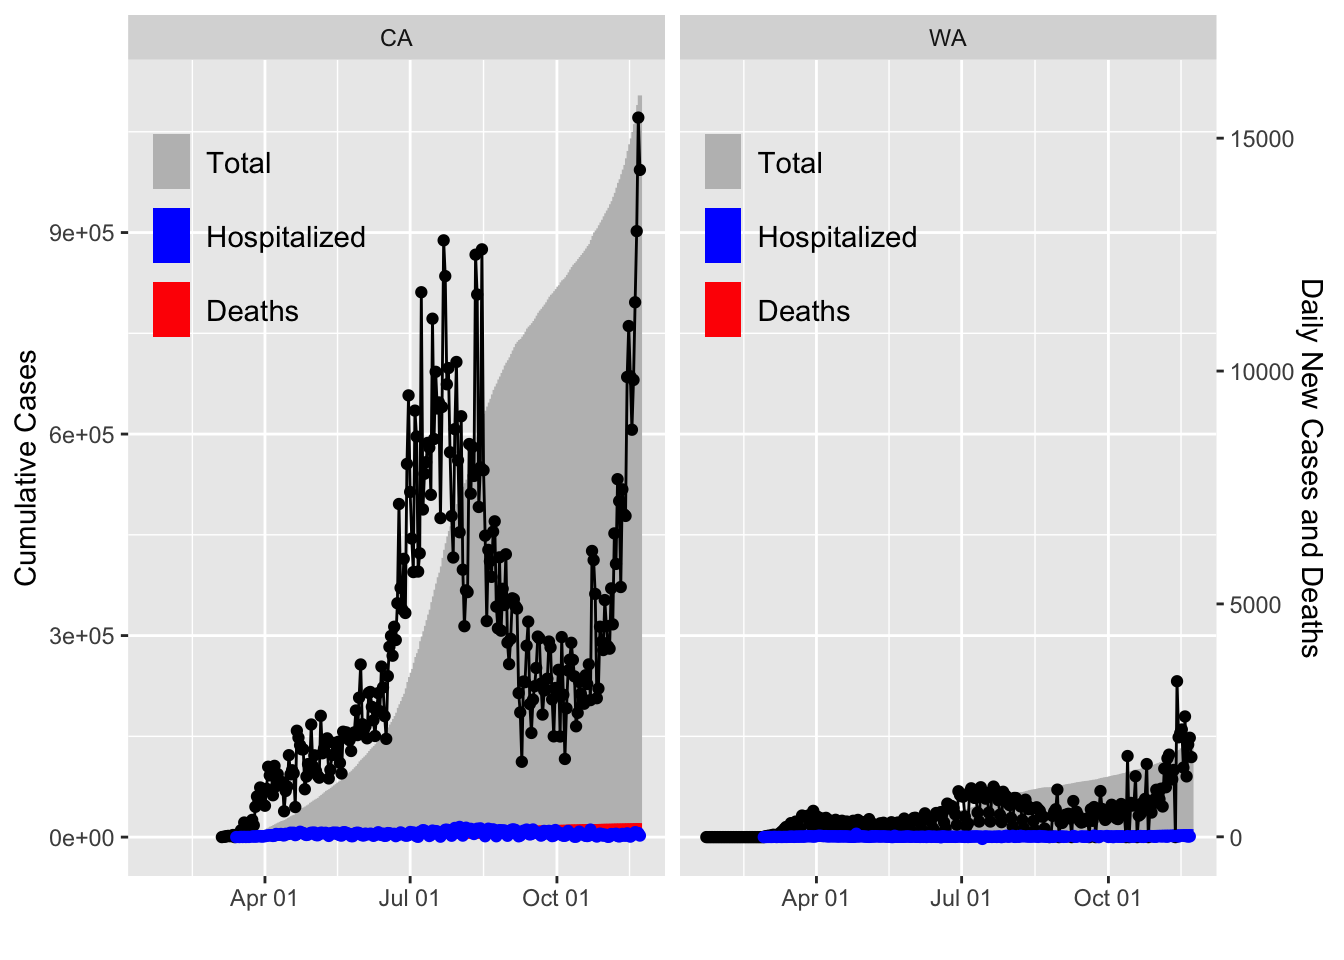 CA
WA
Total
Hospitalized
Deaths
Total
Hospitalized
Deaths
Cumulative Cases
9e+05
6e+05
3e+05
0e+00
15000
10000
5000
0
Daily New Cases and Deaths
Apr 01
Jul 01
Oct 01
Apr 01
Jul 01
Oct 01